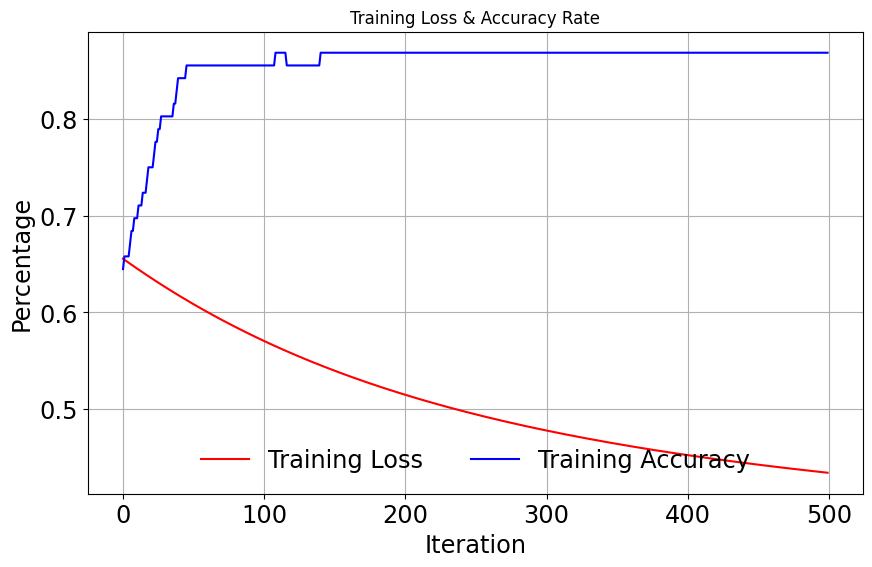 Training Loss & Accuracy Rate
Percentage
0.8
0.7
0.6
0.5
Training Loss
Training Accuracy
0 100 200 300 400 500
Iteration